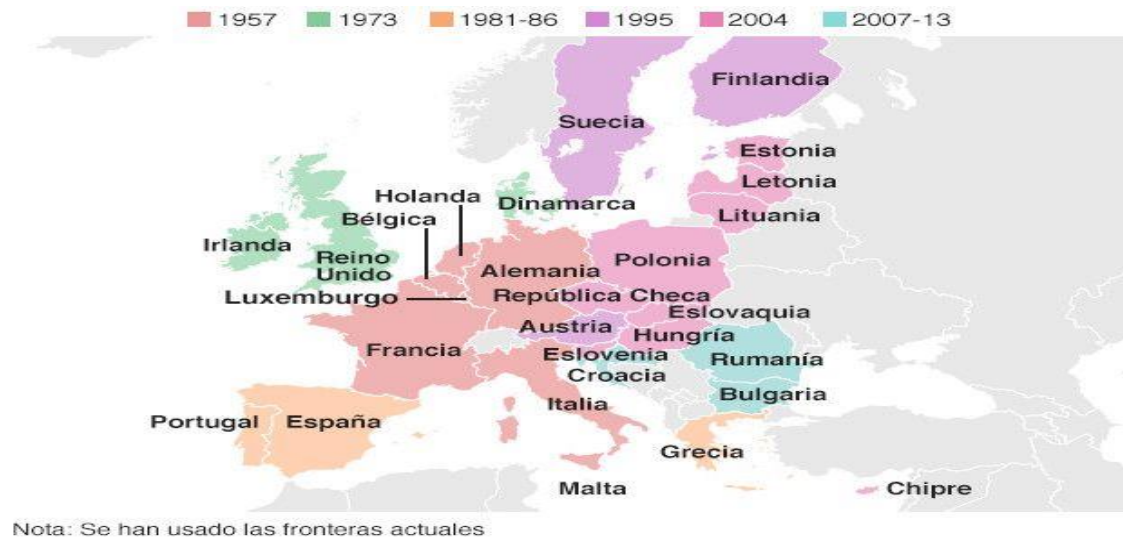 1957 1973 1981-86 1995 2004 2007-13
Finlandia
Suecia
Estonia
Letonia
Holanda
Dinamarca
Lituania
Bélgica
Irlanda
Reino
Unido
Polonia
Alemania
Luxemburgo
República Checa
Eslovaquia
Austria
Hungría
Francia
Eslovenia
Rumanía
Croacia
Bulgaria
Italia
Portugal
España
Grecia
Malta
Chipre
Nota: Se han usado las fronteras actuales